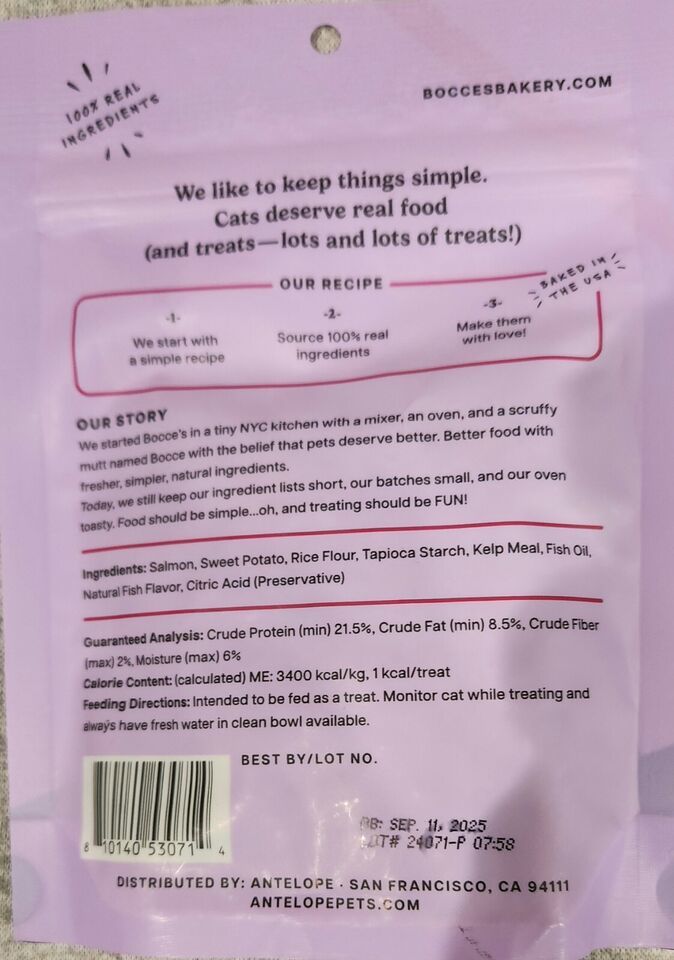 100% REAL
INGREDIENTS
BOCCESBAKERY.COM
We like to keep things simple.
Cats deserve real food
(and treats—lots and lots of treats!)
OUR RECIPE
BAKED IN
THE USA
-1-
We start with
a simple recipe
-2-
Source 100% real
ingredients
-3-
Make them
with love!
OUR STORY
We started Bocce's in a tiny NYC kitchen with a mixer, an oven, and a scruffy
mutt named Bocce with the belief that pets deserve better. Better food with
fresher, simpler, natural ingredients.
Today, we still keep our ingredient lists short, our batches small, and our oven
toasty. Food should be simple...oh, and treating should be FUN!
Ingredients: Salmon, Sweet Potato, Rice Flour, Tapioca Starch, Kelp Meal, Fish Oil,
Natural Fish Flavor, Citric Acid (Preservative)
Guaranteed Analysis: Crude Protein (min) 21.5%, Crude Fat (min) 8.5%, Crude Fiber
(max) 2%, Moisture (max) 6%
Calorie Content: (calculated) ME: 3400 kcal/kg, 1 kcal/treat
Feeding Directions: Intended to be fed as a treat. Monitor cat while treating and
always have fresh water in clean bowl available.
BEST BY/LOT NO.
8 10140 53071 4
BB: SEP. 11, 2025
LOT# 24071-P 07:58
DISTRIBUTED BY: ANTELOPE · SAN FRANCISCO, CA 94111
ANTELOPEPETS.COM